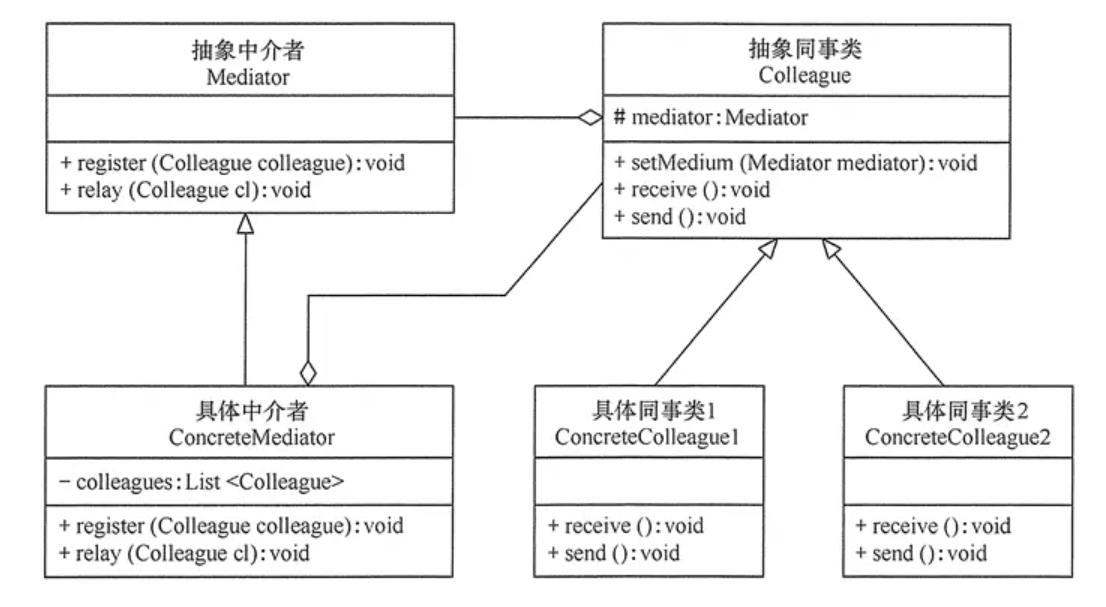 抽象中介者
Mediator
+ register (Colleague colleague): void
+ relay (Colleague cl): void
抽象同事类
Colleague
# mediator: Mediator
+ setMedium (Mediator mediator): void
+ receive (): void
+ send (): void
具体中介者
ConcreteMediator
− colleagues: List <Colleague>
+ register (Colleague colleague): void
+ relay (Colleague cl): void
具体同事类1
ConcreteColleague1
+ receive (): void
+ send (): void
具体同事类2
ConcreteColleague2
+ receive (): void
+ send (): void